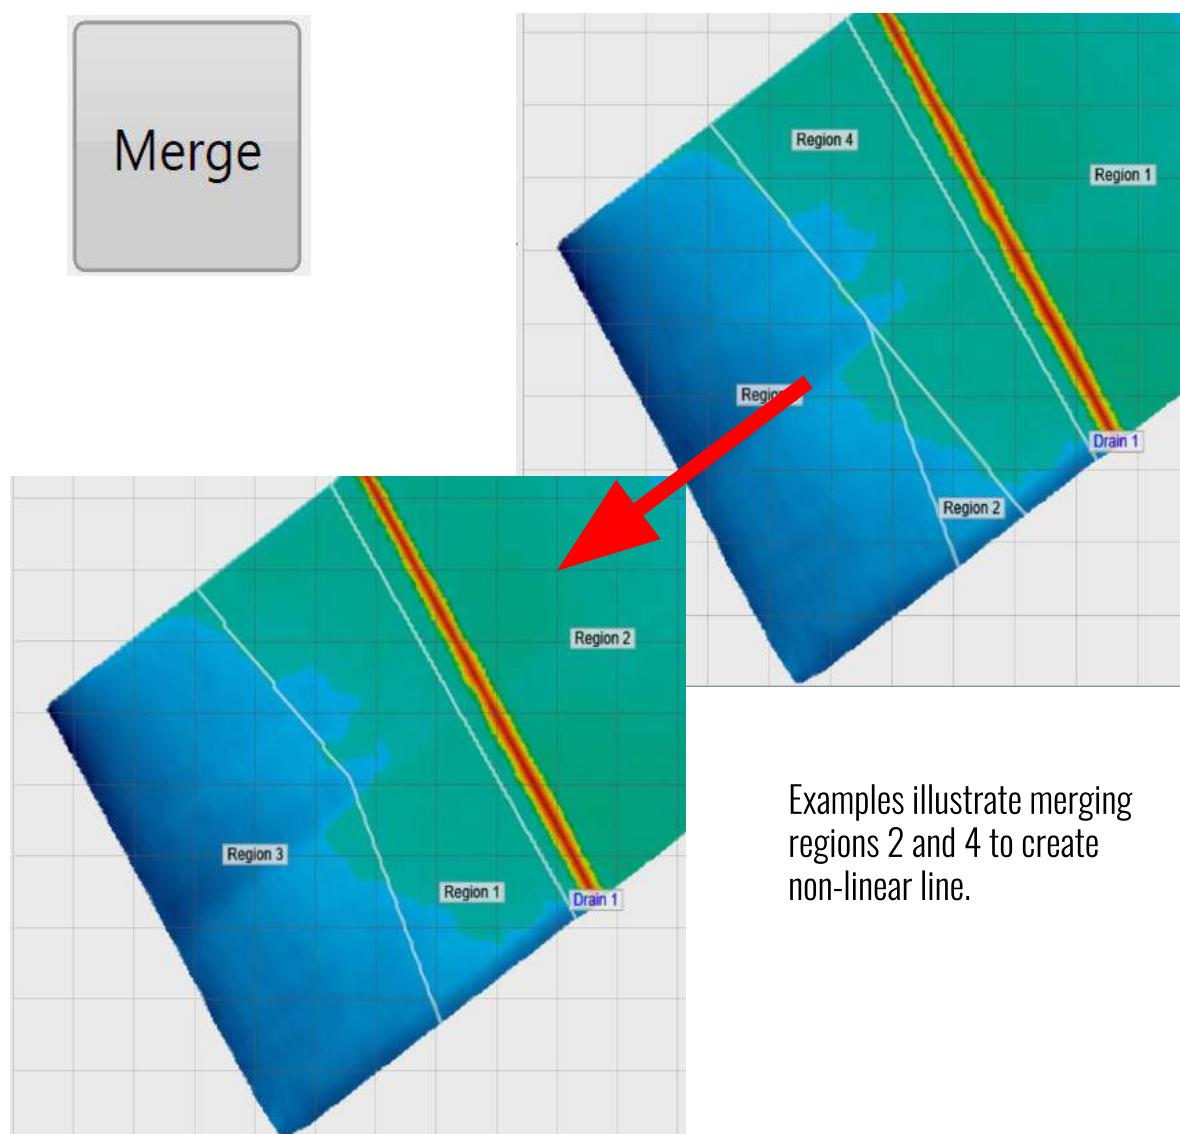 Merge
Region 4
Region 1
Region
Drain 1
Region 2
Region 2
Region 3
Region 1
Drain 1
Examples illustrate merging
regions 2 and 4 to create
non-linear line.